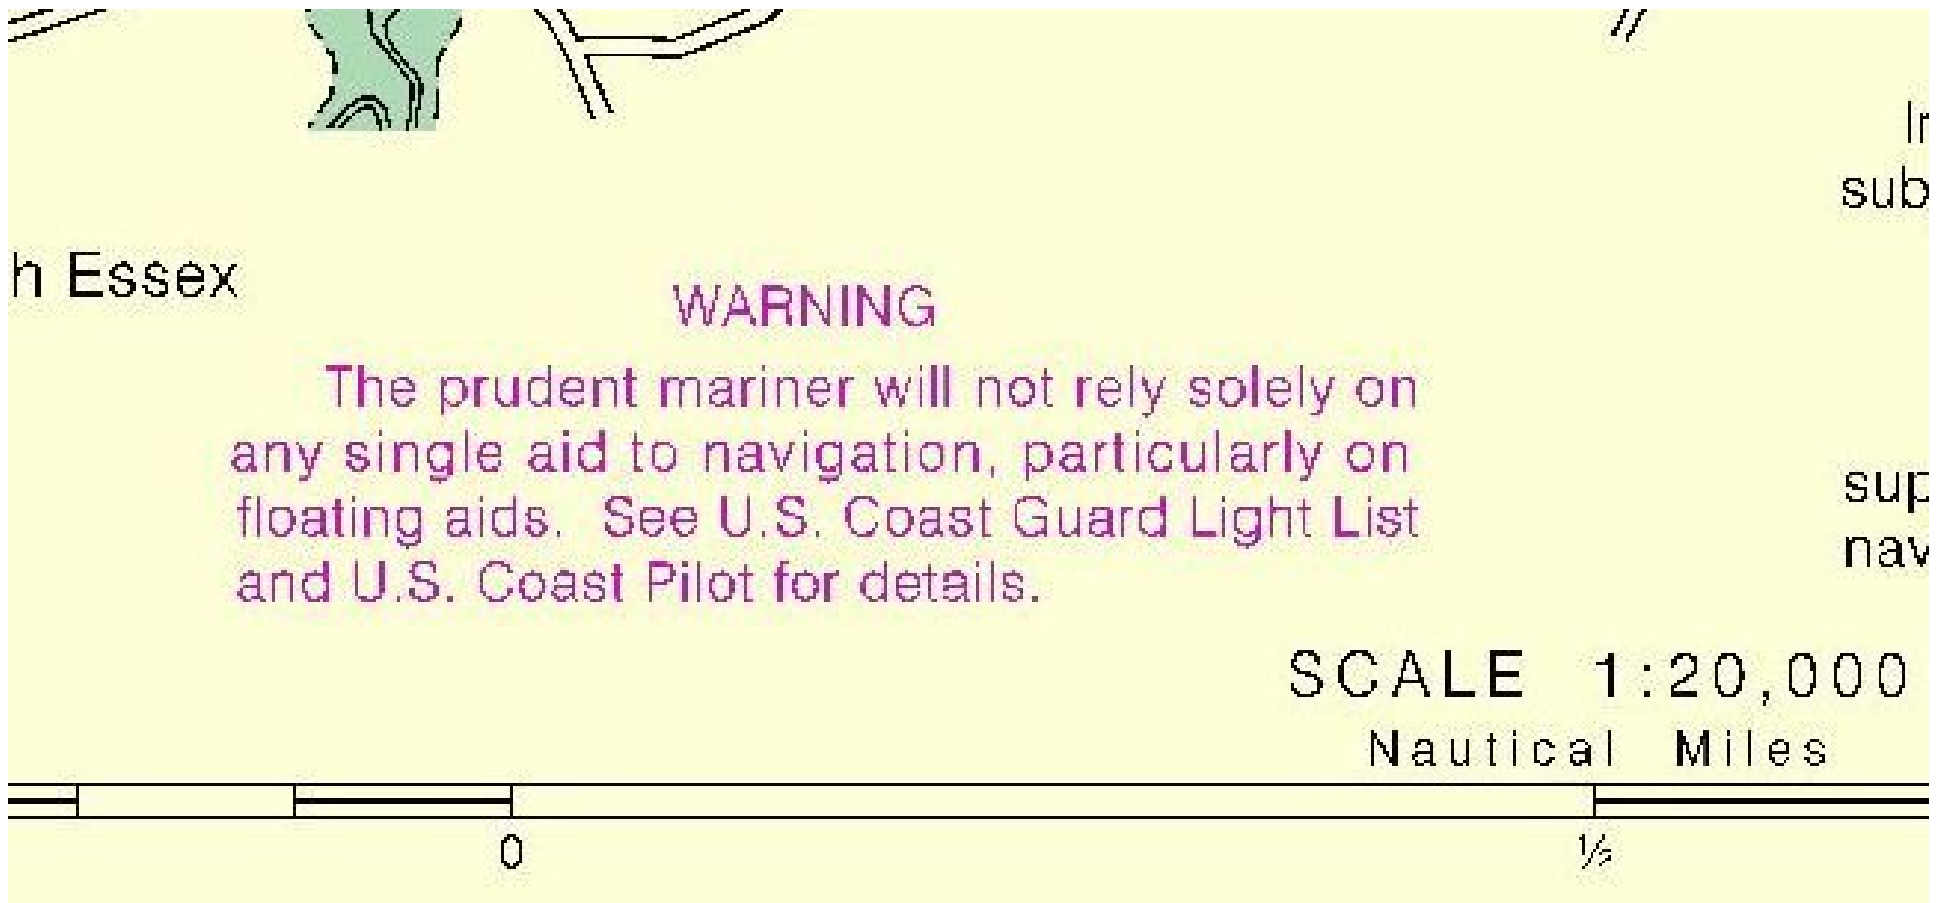 sub
h Essex
WARNING
The prudent mariner will not rely solely on
any single aid to navigation, particularly on
floating aids.  See U.S. Coast Guard Light List
and U.S. Coast Pilot for details.
sup
nav
SCALE 1:20,000
Nautical Miles
0 ½